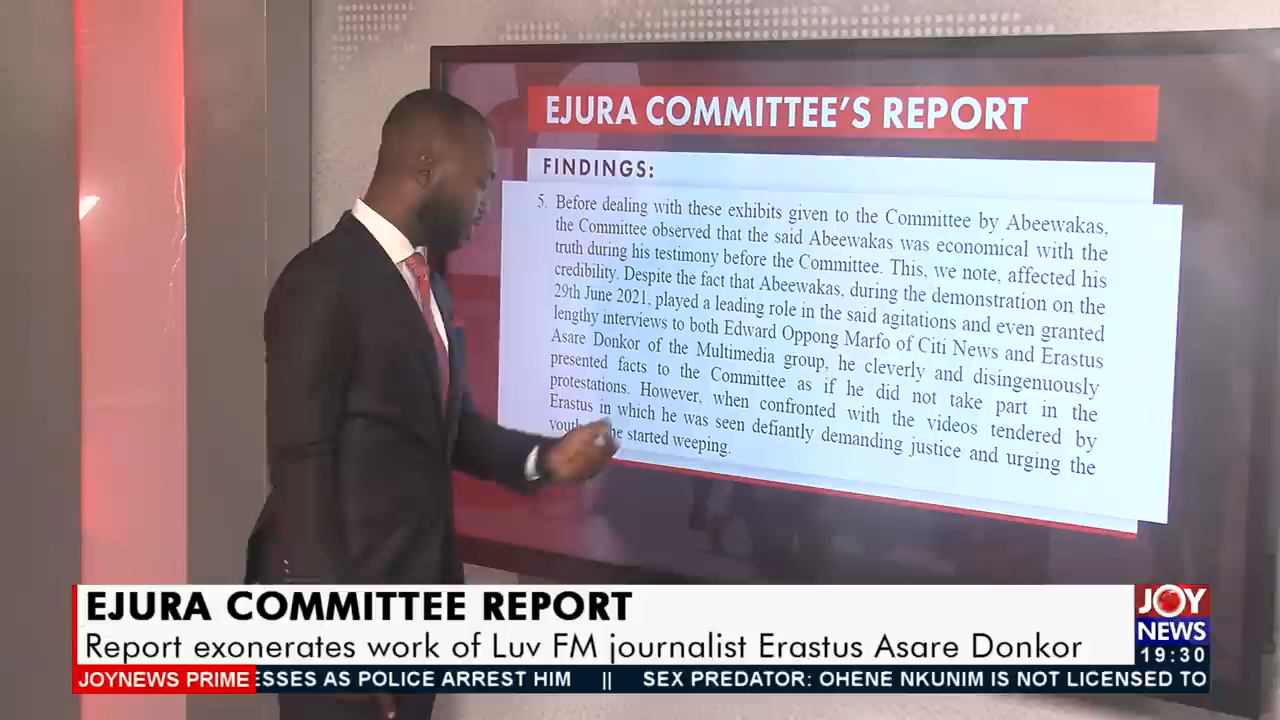 EJURA COMMITTEE'S REPORT
FINDINGS:
5. Before dealing with these exhibits given to the Committee by Abeewakas,
the Committee observed that the said Abeewakas was economical with the
truth during his testimony before the Committee. This, we note, affected his
credibility. Despite the fact that Abeewakas, during the demonstration on the
29th June 2021, played a leading role in the said agitations and even granted
lengthy interviews to both Edward Oppong Marfo of Citi News and Erastus
Asare Donkor of the Multimedia group, he cleverly and disingenuously
presented facts to the Committee as if he did not take part in the
protestations. However, when confronted with the videos tendered by
Erastus in which he was seen defiantly demanding justice and urging the
he started weeping.
EJURA COMMITTEE REPORT
Report exonerates work of Luv FM journalist Erastus Asare Donkor
JOY
NEWS
19:30
JOYNEWS PRIME ESSES AS POLICE ARREST HIM || SEX PREDATOR: OHENE NKUNIM IS NOT LICENSED TO